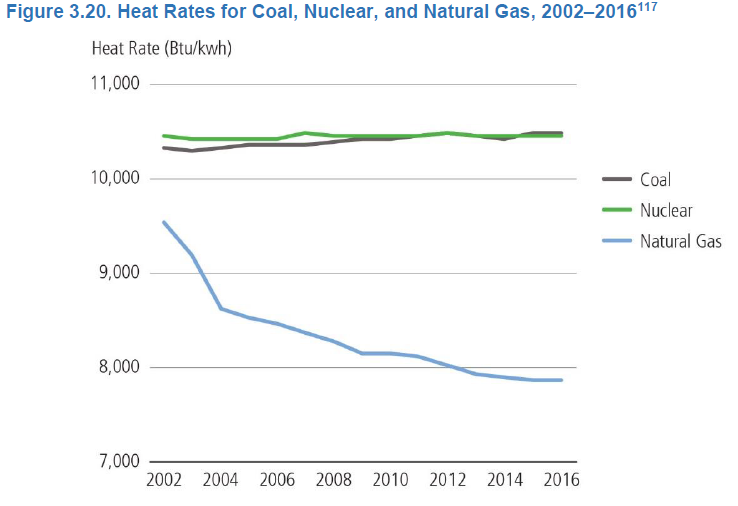 Figure 3.20. Heat Rates for Coal, Nuclear, and Natural Gas, 2002–2016117
Heat Rate (Btu/kwh)
11,000
10,000
9,000
8,000
7,000
2002 2004 2006 2008 2010 2012 2014 2016
Coal
Nuclear
Natural Gas